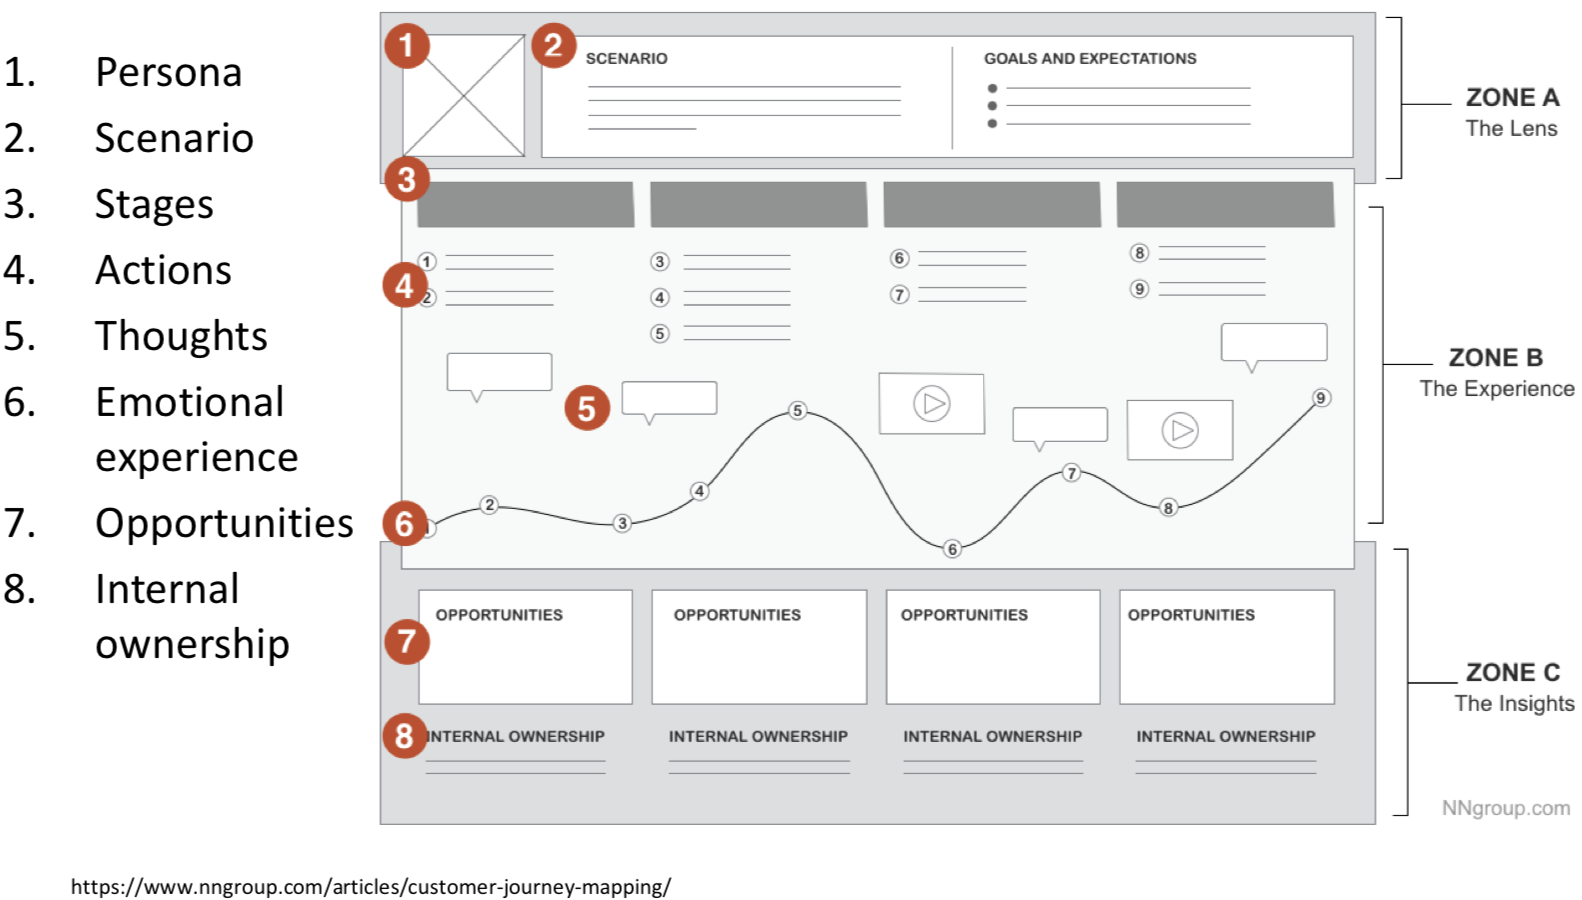 1. Persona
2. Scenario
3. Stages
4. Actions
5. Thoughts
6. Emotional
experience
7. Opportunities
8. Internal
ownership
1
2
SCENARIO
GOALS AND EXPECTATIONS
ZONE A
The Lens
3
4
1
2
3
4
5
6
7
8
9
5
6
1
2
3
4
5
6
7
8
9
ZONE B
The Experience
7
OPPORTUNITIES
OPPORTUNITIES
OPPORTUNITIES
OPPORTUNITIES
8
INTERNAL OWNERSHIP
INTERNAL OWNERSHIP
INTERNAL OWNERSHIP
INTERNAL OWNERSHIP
ZONE C
The Insights
NNgroup.com
https://www.nngroup.com/articles/customer-journey-mapping/